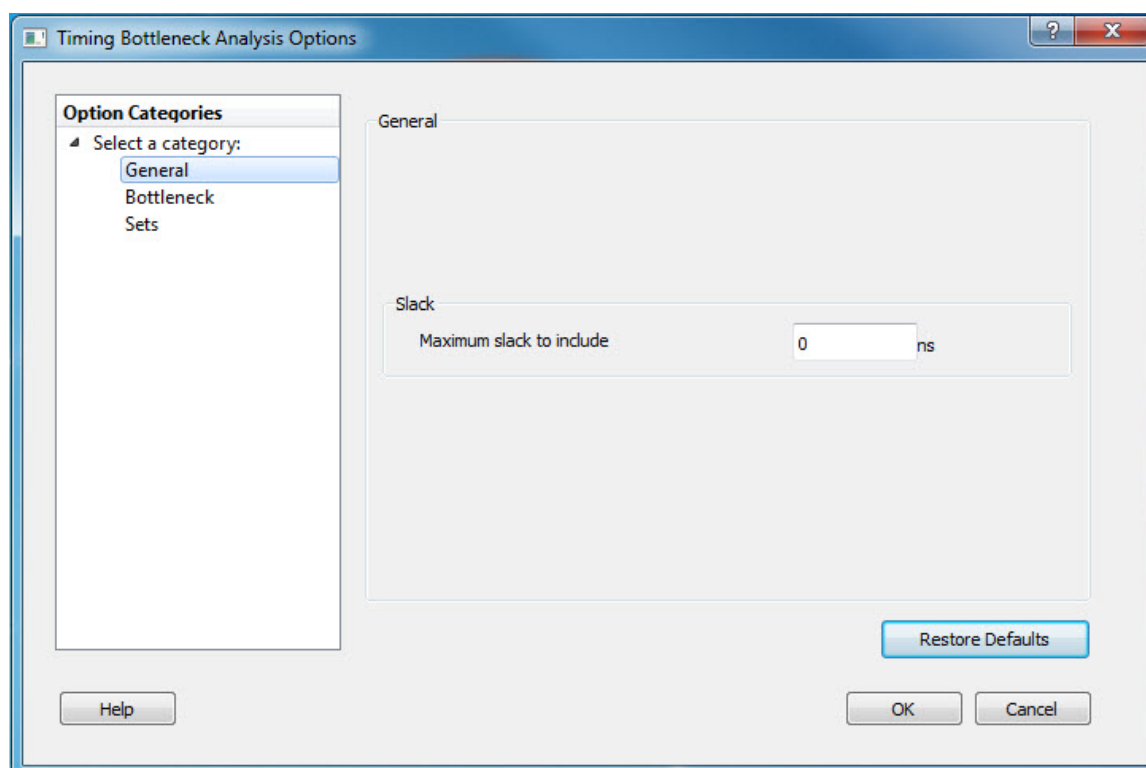 Timing Bottleneck Analysis Options
?
X
Option Categories
Select a category:
General
Bottleneck
Sets
General
Slack
Maximum slack to include
0
ns
Restore Defaults
Help
OK
Cancel